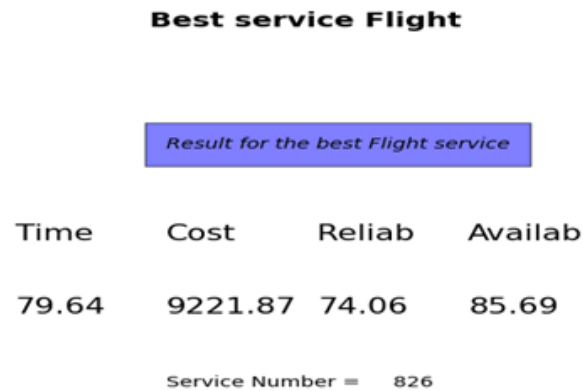 Best service Flight
Result for the best Flight service
Time Cost Reliab Availab
79.64 9221.87 74.06 85.69
Service Number = 826